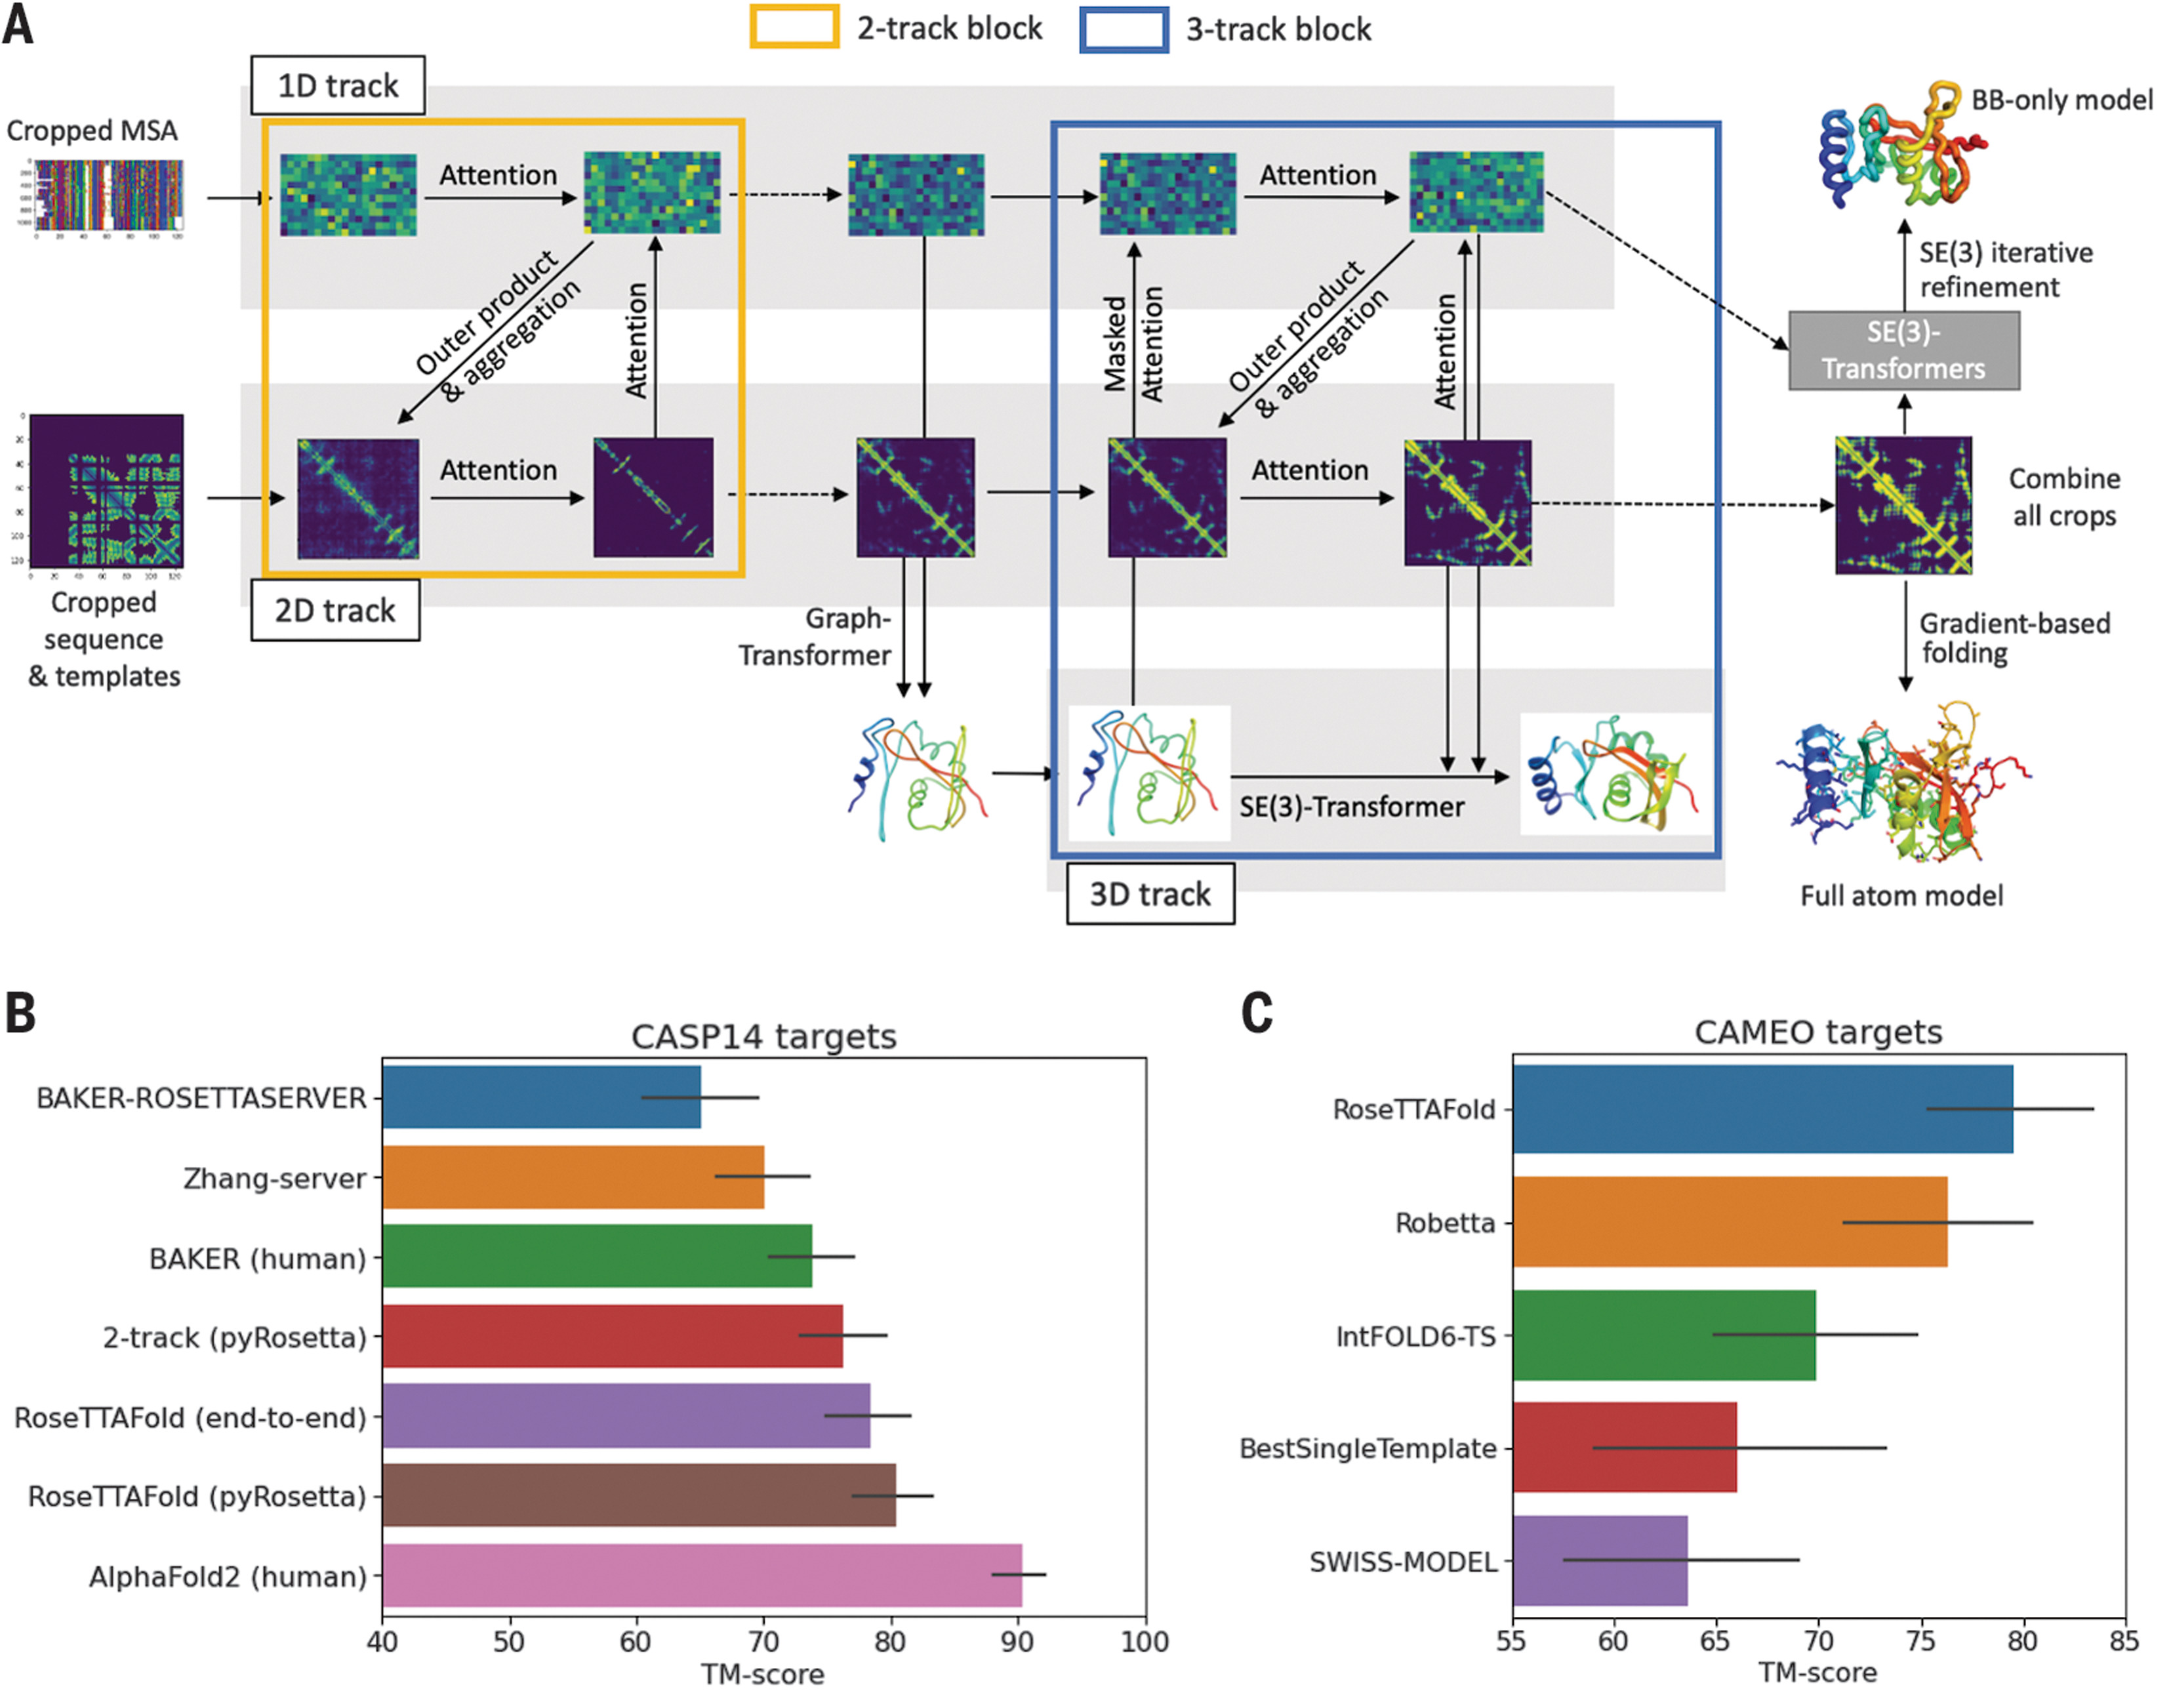 A
2-track block
3-track block
1D track
Cropped MSA
BB-only model
Attention
Attention
Outer product
& aggregation
Attention
Masked
Attention
Outer product
& aggregation
Attention
SE(3) iterative
refinement
SE(3)-
Transformers
Attention
Attention
Combine
all crops
Cropped
sequence
& templates
2D track
Graph-
Transformer
Gradient-based
folding
SE(3)-Transformer
3D track
Full atom model
B
CASP14 targets
BAKER-ROSETTASERVER
Zhang-server
BAKER (human)
2-track (pyRosetta)
RoseTTAFold (end-to-end)
RoseTTAFold (pyRosetta)
AlphaFold2 (human)
40 50 60 70 80 90 100
TM-score
C
CAMEO targets
RoseTTAFold
Robetta
IntFOLD6-TS
BestSingleTemplate
SWISS-MODEL
55 60 65 70 75 80 85
TM-score